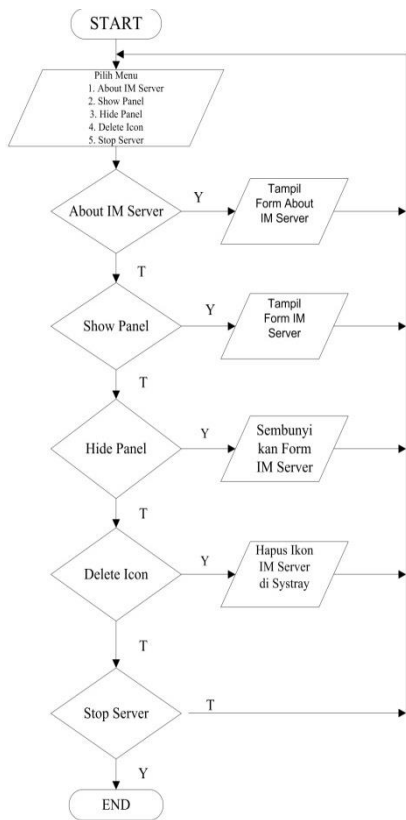 START
Pilih Menu
1. About IM Server
2. Show Panel
3. Hide Panel
4. Delete Icon
5. Stop Server
About IM Server
Y
Tampil
Form About
IM Server
T
Show Panel
Y
Tampil
Form IM
Server
T
Hide Panel
Y
Sembunyi
kan Form
IM Server
T
Delete Icon
Y
Hapus Ikon
IM Server
di Systray
T
Stop Server
T
Y
END